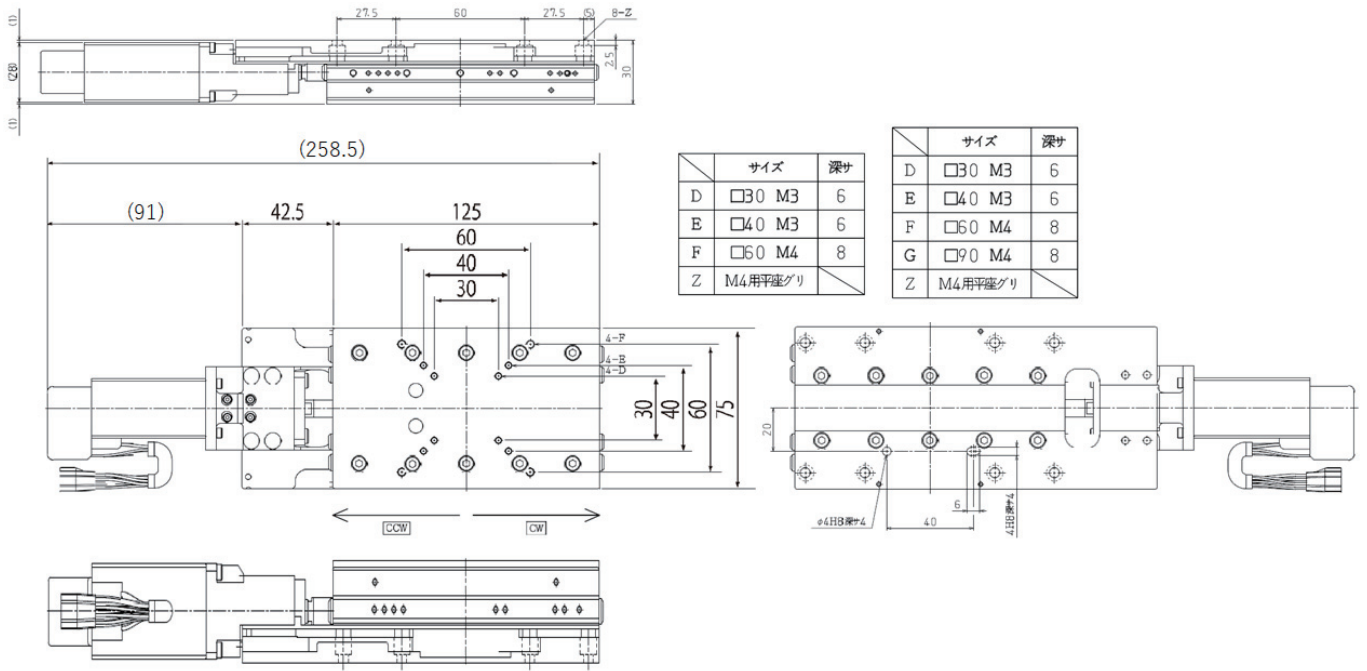 27.5
60
27.5
(5)
8-Z
(1)
(28)
(1)
2.5
30
(258.5)
(91)
42.5
125
60
40
30
4-F
4-E
4-D
30
40
60
75
CCW
CW
サイズ 深サ
D □30 M3 6
E □40 M3 6
F □60 M4 8
Z M4用平座グリ
サイズ 深サ
D □30 M3 6
E □40 M3 6
F □60 M4 8
G □90 M4 8
Z M4用平座グリ
20
6
φ4H8深サ4
40
4H8深サ4